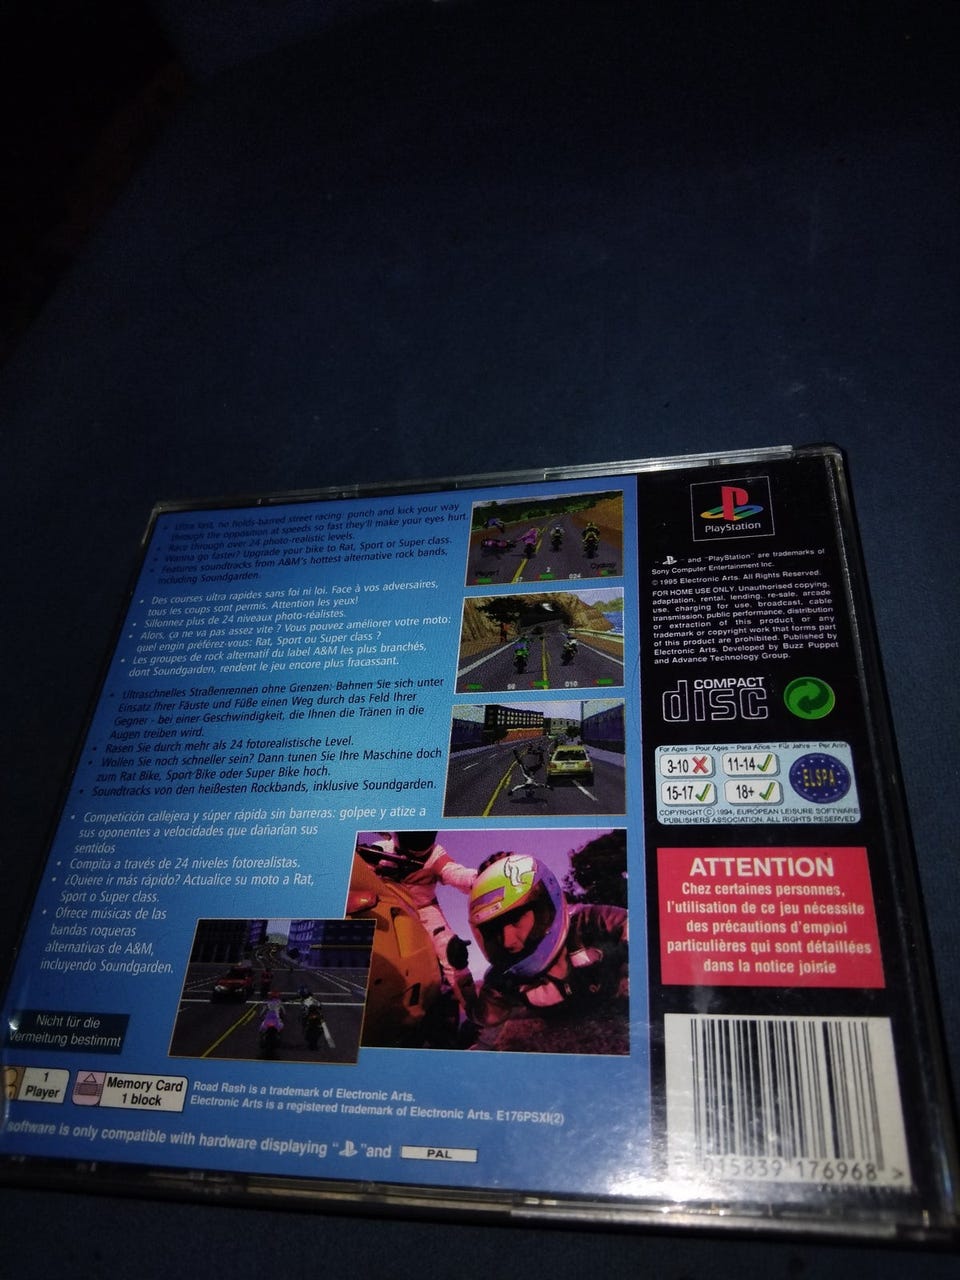 • Ultra fast, no holds-barred street racing: punch and kick your way
through the opposition at speeds so fast they'll make your eyes hurt.
• Race through over 24 photo-realistic levels.
• Wanna go faster? Upgrade your bike to Rat, Sport or Super class.
• Features soundtracks from A&M's hottest alternative rock bands,
including Soundgarden.
• Des courses ultra rapides sans foi ni loi. Face à vos adversaires,
tous les coups sont permis. Attention les yeux!
• Sillonnez plus de 24 niveaux photo-réalistes.
• Alors, ça ne va pas assez vite ? Vous pouvez améliorer votre moto:
quel engin préférez-vous: Rat, Sport ou Super class ?
• Les groupes de rock alternatif du label A&M les plus branchés,
dont Soundgarden, rendent le jeu encore plus fracassant.
• Ultraschnelles Straßenrennen ohne Grenzen: Bahnen Sie sich unter
Einsatz Ihrer Fäuste und Füße einen Weg durch das Feld Ihrer
Gegner - bei einer Geschwindigkeit, die Ihnen die Tränen in die
Augen treiben wird.
• Rasen Sie durch mehr als 24 fotorealistische Level.
• Wollen Sie noch schneller sein? Dann tunen Sie Ihre Maschine doch
zum Rat Bike, Sport Bike oder Super Bike hoch.
• Soundtracks von den heißesten Rockbands, inklusive Soundgarden.
• Competición callejera y súper rápida sin barreras: golpee y atize a
sus oponentes a velocidades que dañarían sus
sentidos
• Compita a través de 24 niveles fotorealistas.
• ¿Quiere ir más rápido? Actualice su moto a Rat,
Sport o Super class.
• Ofrece músicas de las
bandas roqueras
alternativas de A&M,
incluyendo Soundgarden.
Nicht für die
Vermeitung bestimmt
1
Player
Memory Card
1 block
Road Rash is a trademark of Electronic Arts.
Electronic Arts is a registered trademark of Electronic Arts. E176PSXI(2)
software is only compatible with hardware displaying " " and PAL
PlayStation
" " and "PlayStation" are trademarks of
Sony Computer Entertainment Inc.
© 1995 Electronic Arts. All Rights Reserved.
FOR HOME USE ONLY. Unauthorised copying,
adaptation, rental, lending, re-sale, arcade
use, charging for use, broadcast, cable
transmission, public performance, distribution
or extraction of this product or any
trademark or copyright work that forms part
of this product are prohibited. Published by
Electronic Arts. Developed by Buzz Puppet
and Advance Technology Group.
COMPACT
disc
For Ages - Pour Ages - Para Años - Für Jahre - Per Anni
3-10 11-14
15-17 18+
ELSPA
COPYRIGHT © 1994, EUROPEAN LEISURE SOFTWARE
PUBLISHERS ASSOCIATION. ALL RIGHTS RESERVED
ATTENTION
Chez certaines personnes,
l'utilisation de ce jeu nécessite
des précautions d'emploi
particulières qui sont détaillées
dans la notice jointe
015839 176968 >